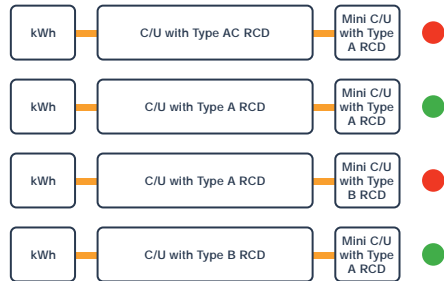 kWh
C/U with Type AC RCD
Mini C/U
with Type
A RCD
kWh
C/U with Type A RCD
Mini C/U
with Type
A RCD
kWh
C/U with Type A RCD
Mini C/U
with Type
B RCD
kWh
C/U with Type B RCD
Mini C/U
with Type
A RCD